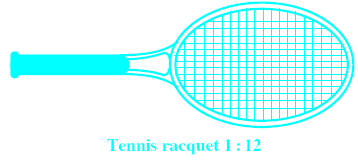 Tennis racquet 1 : 12